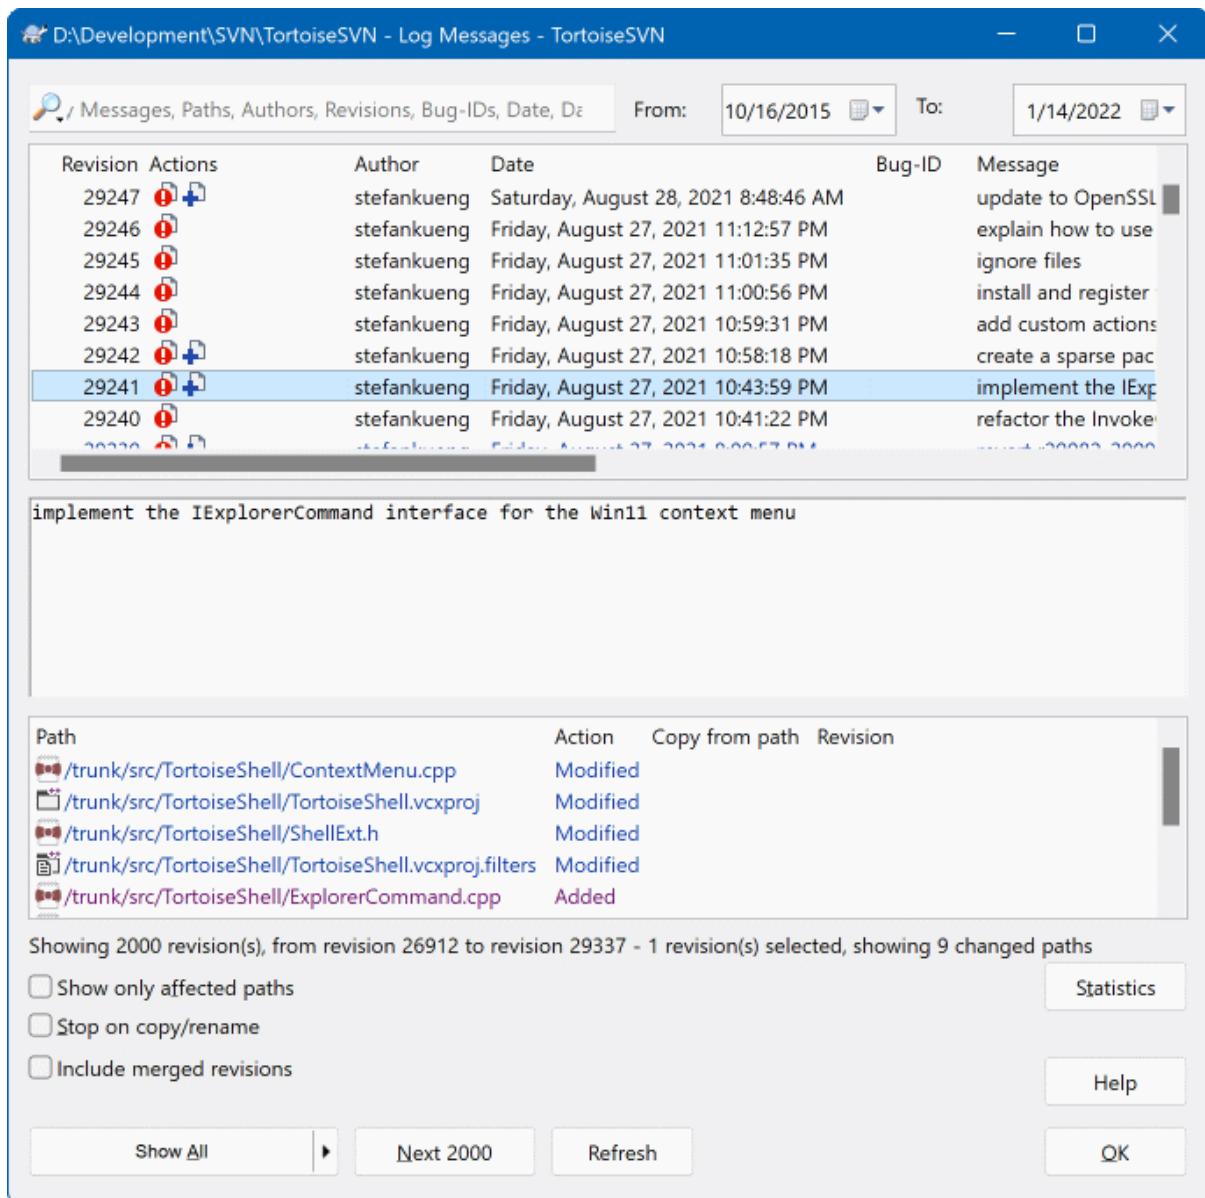 D:\Development\SVN\TortoiseSVN - Log Messages - TortoiseSVN
Messages, Paths, Authors, Revisions, Bug-IDs, Date, Da From: 10/16/2015 To: 1/14/2022
Revision Actions Author Date Bug-ID Message
29247 stefankueng Saturday, August 28, 2021 8:48:46 AM update to OpenSSL
29246 stefankueng Friday, August 27, 2021 11:12:57 PM explain how to use
29245 stefankueng Friday, August 27, 2021 11:01:35 PM ignore files
29244 stefankueng Friday, August 27, 2021 11:00:56 PM install and register
29243 stefankueng Friday, August 27, 2021 10:59:31 PM add custom actions
29242 stefankueng Friday, August 27, 2021 10:58:18 PM create a sparse pac
29241 stefankueng Friday, August 27, 2021 10:43:59 PM implement the IExp
29240 stefankueng Friday, August 27, 2021 10:41:22 PM refactor the Invoke
implement the IExplorerCommand interface for the Win11 context menu
Path Action Copy from path Revision
/trunk/src/TortoiseShell/ContextMenu.cpp Modified
/trunk/src/TortoiseShell/TortoiseShell.vcxproj Modified
/trunk/src/TortoiseShell/ShellExt.h Modified
/trunk/src/TortoiseShell/TortoiseShell.vcxproj.filters Modified
/trunk/src/TortoiseShell/ExplorerCommand.cpp Added
Showing 2000 revision(s), from revision 26912 to revision 29337 - 1 revision(s) selected, showing 9 changed paths
Show only affected paths
Statistics
Stop on copy/rename
Include merged revisions
Help
Show All Next 2000 Refresh OK